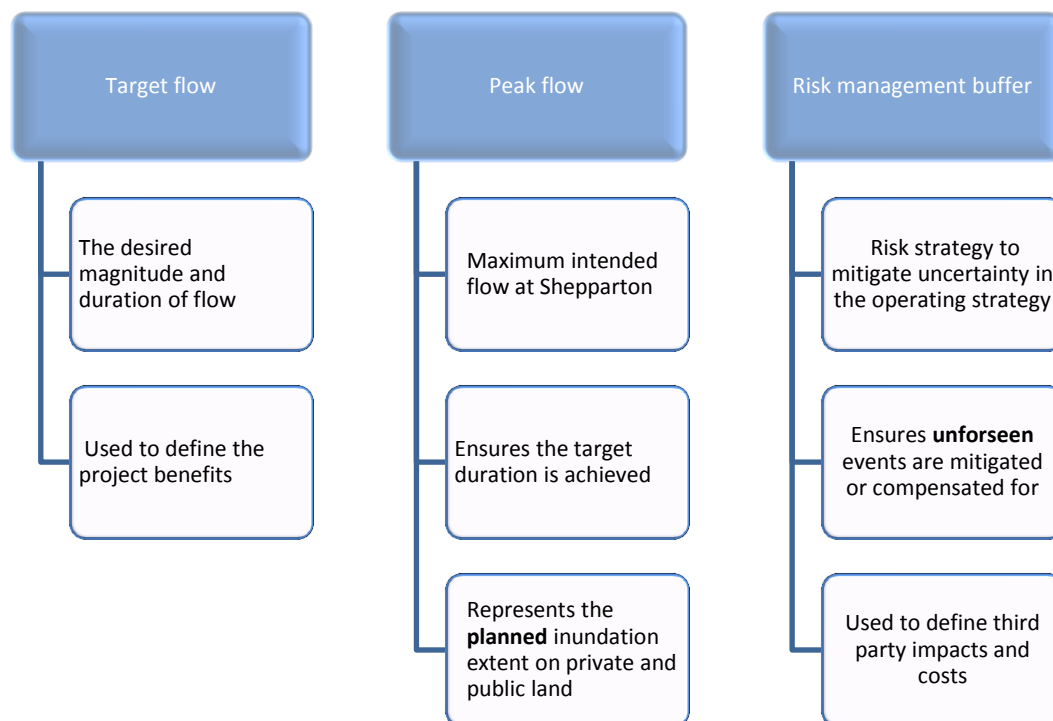 Target flow
The desired
magnitude and
duration of flow
Used to define the
project benefits
Peak flow
Maximum intended
flow at Shepparton
Ensures the target
duration is achieved
Represents the
planned inundation
extent on private and
public land
Risk management buffer
Risk strategy to
mitigate uncertainty in
the operating strategy
Ensures unforseen
events are mitigated
or compensated for
Used to define third
party impacts and
costs